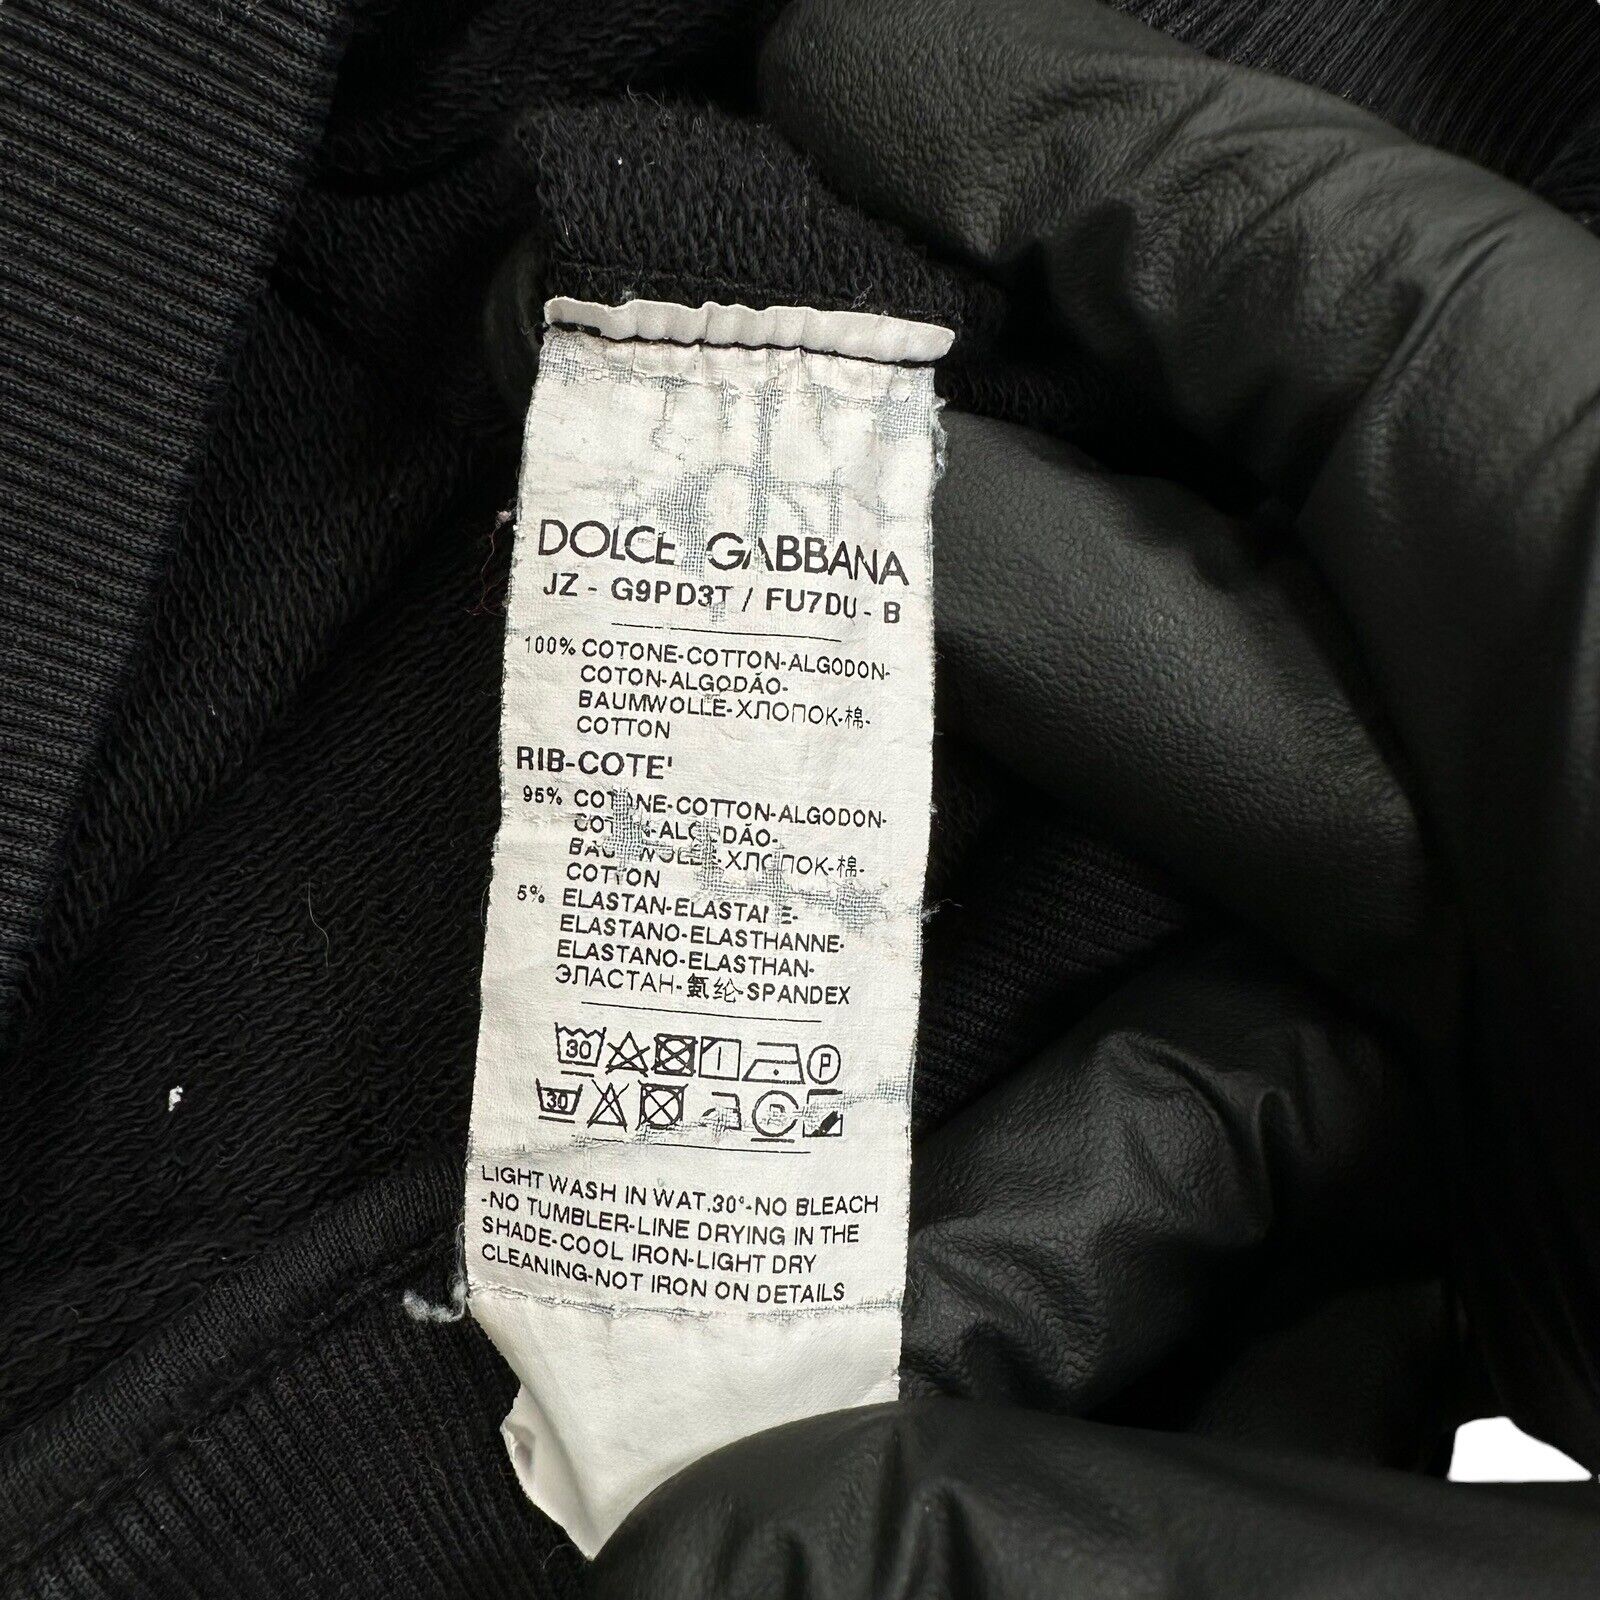 DOLCE GABBANA
JZ - G9PD3T / FU7DU - B
100% COTONE-COTTON-ALGODON-
COTON-ALGODÃO-
BAUMWOLLE-ХЛОПОК-棉-
COTTON
RIB-COTE'
95% COTONE-COTTON-ALGODON-
COTON-ALGODÃO-
BAUMWOLLE-ХЛОПОК-棉-
COTTON
5% ELASTAN-ELASTANE-
ELASTANO-ELASTHANNE-
ELASTANO-ELASTHAN-
ЭЛАСТАН-氨纶-SPANDEX
30 P
30
LIGHT WASH IN WAT.30°-NO BLEACH
-NO TUMBLER-LINE DRYING IN THE
SHADE-COOL IRON-LIGHT DRY
CLEANING-NOT IRON ON DETAILS